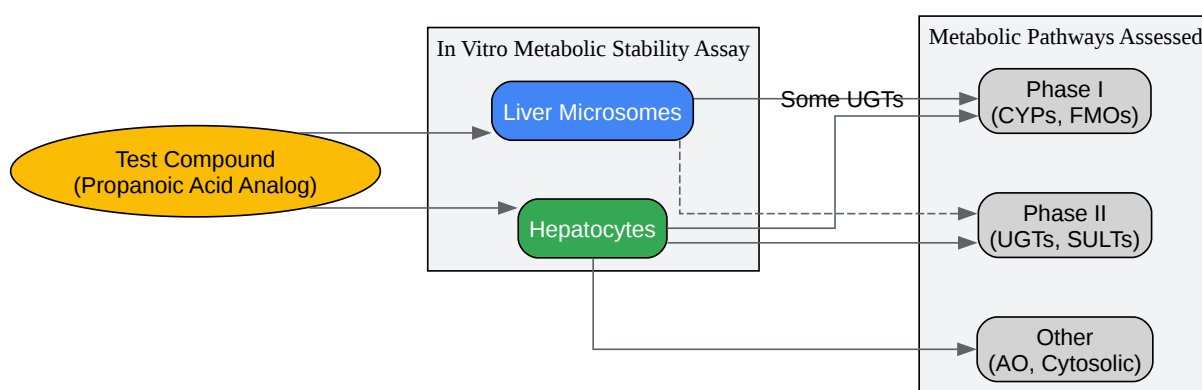 In Vitro Metabolic Stability Assay
Metabolic Pathways Assessed
Liver Microsomes
Some UGTs
Phase I
(CYPs, FMOs)
Test Compound
(Propanoic Acid Analog)
Hepatocytes
Phase II
(UGTs, SULTs)
Other
(AO, Cytosolic)